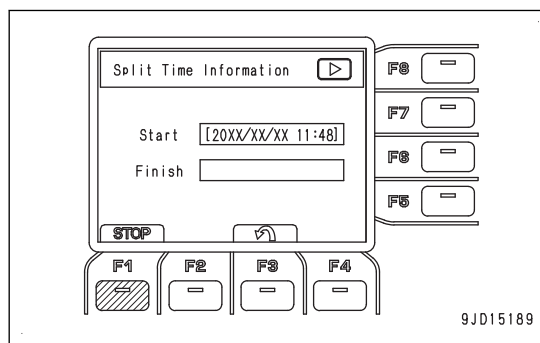 Split Time Information
Start [20XX/XX/XX 11:48]
Finish
STOP
F8
F7
F6
F5
F1 F2 F3 F4
9JD15189